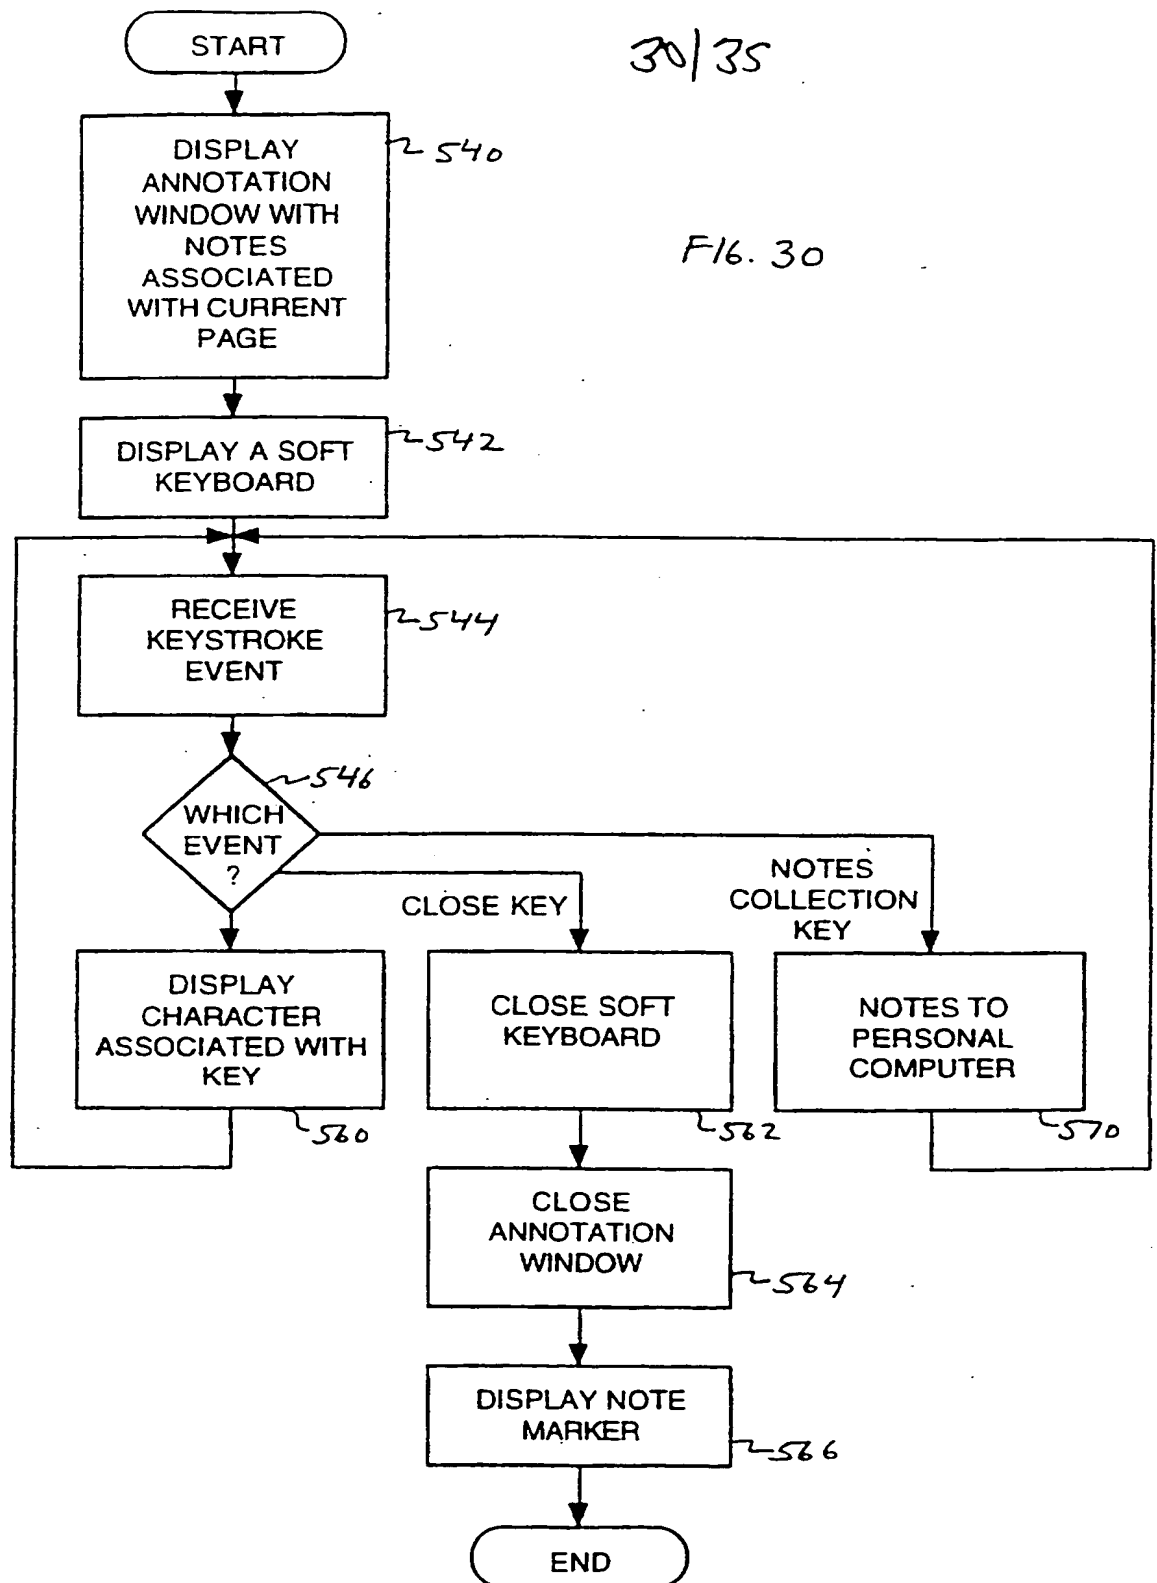 START
30/35
DISPLAY
ANNOTATION
WINDOW WITH
NOTES
ASSOCIATED
WITH CURRENT
PAGE
540
FIG. 30
DISPLAY A SOFT
KEYBOARD
542
RECEIVE
KEYSTROKE
EVENT
544
546
WHICH
EVENT
?
CLOSE KEY
NOTES
COLLECTION
KEY
DISPLAY
CHARACTER
ASSOCIATED WITH
KEY
560
CLOSE SOFT
KEYBOARD
562
NOTES TO
PERSONAL
COMPUTER
570
CLOSE
ANNOTATION
WINDOW
564
DISPLAY NOTE
MARKER
566
END